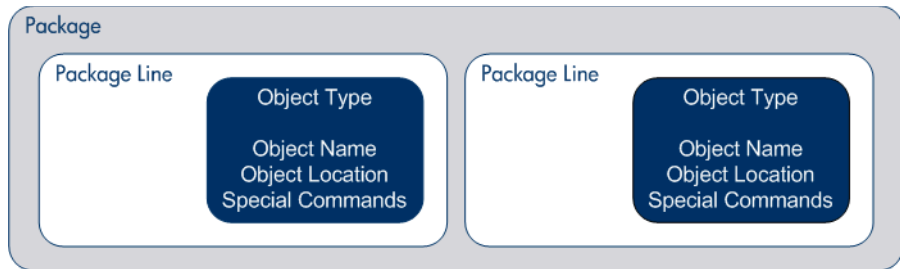 Package
Package Line
Object Type
Object Name
Object Location
Special Commands
Package Line
Object Type
Object Name
Object Location
Special Commands